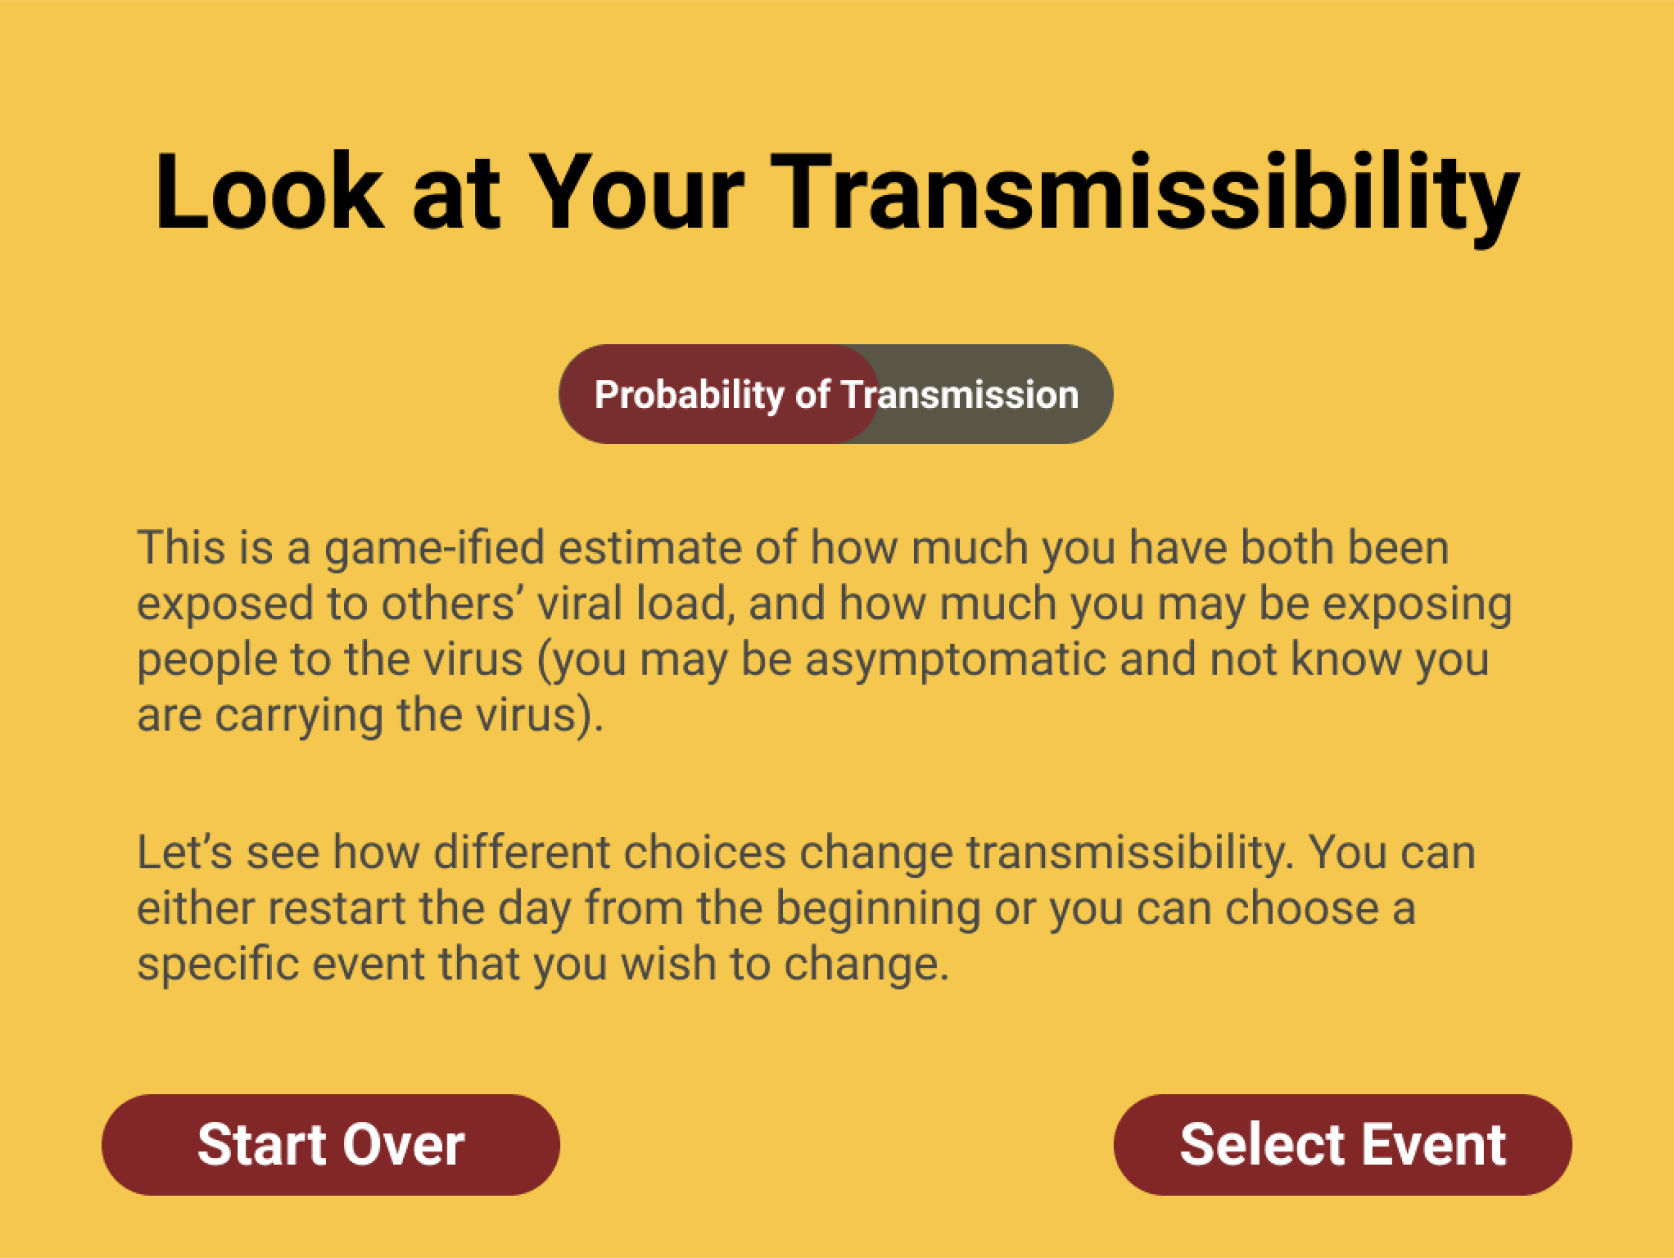 Look at Your Transmissibility
Probability of Transmission
This is a game-ified estimate of how much you have both been
exposed to others’ viral load, and how much you may be exposing
people to the virus (you may be asymptomatic and not know you
are carrying the virus).
Let’s see how different choices change transmissibility. You can
either restart the day from the beginning or you can choose a
specific event that you wish to change.
Start Over
Select Event